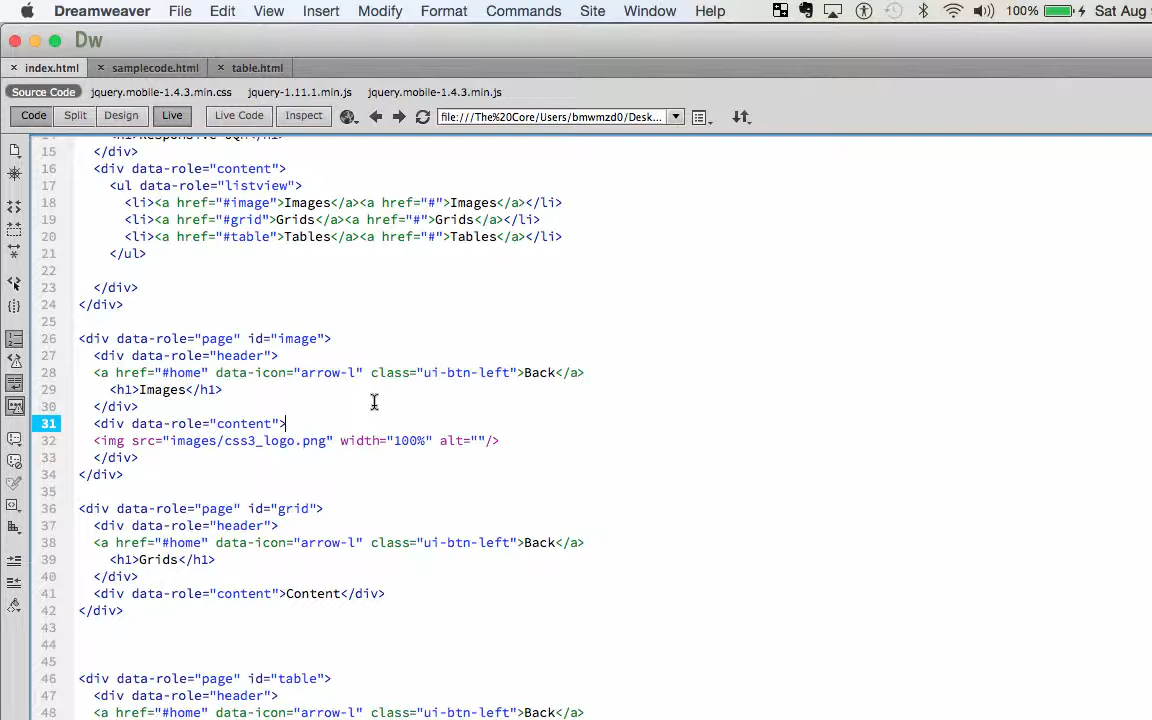 Dreamweaver File Edit View Insert Modify Format Commands Site Window Help 100% Sat Aug
Dw
× index.html × samplecode.html × table.html
Source Code jquery.mobile-1.4.3.min.css jquery-1.11.1.min.js jquery.mobile-1.4.3.min.js
Code Split Design Live Live Code Inspect file:///The%20Core/Users/bmwmzd0/Desk...
15 </div>
16 <div data-role="content">
17 <ul data-role="listview">
18 <li><a href="#image">Images</a><a href="#">Images</a></li>
19 <li><a href="#grid">Grids</a><a href="#">Grids</a></li>
20 <li><a href="#table">Tables</a><a href="#">Tables</a></li>
21 </ul>
22
23 </div>
24 </div>
25
26 <div data-role="page" id="image">
27 <div data-role="header">
28 <a href="#home" data-icon="arrow-l" class="ui-btn-left">Back</a>
29 <h1>Images</h1>
30 </div>
31 <div data-role="content">
32 <img src="images/css3_logo.png" width="100%" alt=""/>
33 </div>
34 </div>
35
36 <div data-role="page" id="grid">
37 <div data-role="header">
38 <a href="#home" data-icon="arrow-l" class="ui-btn-left">Back</a>
39 <h1>Grids</h1>
40 </div>
41 <div data-role="content">Content</div>
42 </div>
43
44
45
46 <div data-role="page" id="table">
47 <div data-role="header">
48 <a href="#home" data-icon="arrow-l" class="ui-btn-left">Back</a>